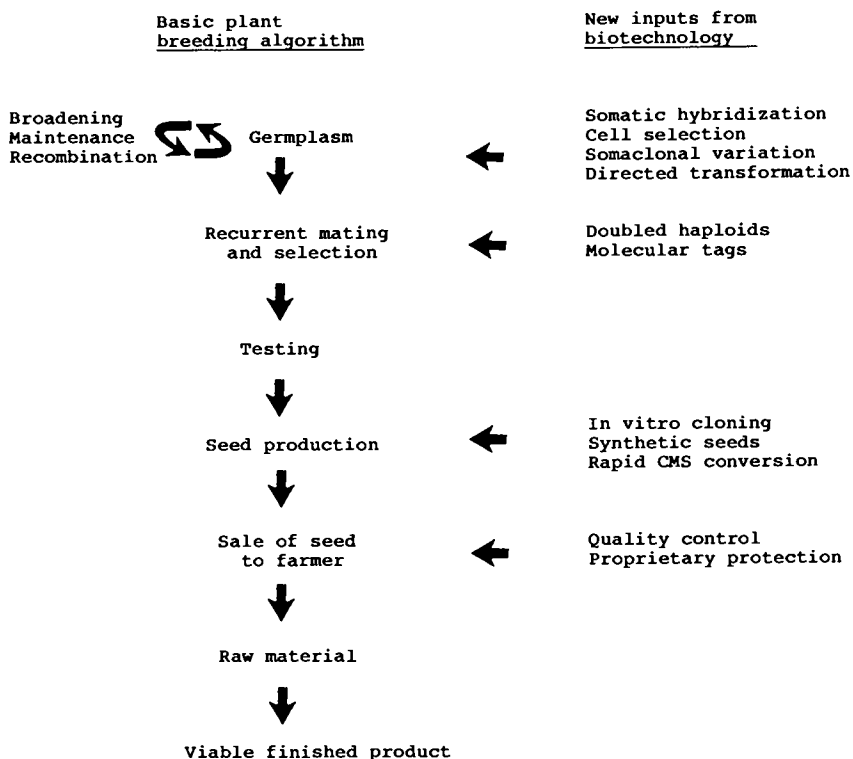 Basic plant
breeding algorithm
New inputs from
biotechnology
Broadening
Maintenance
Recombination
Germplasm
Somatic hybridization
Cell selection
Somaclonal variation
Directed transformation
Recurrent mating
and selection
Doubled haploids
Molecular tags
Testing
Seed production
In vitro cloning
Synthetic seeds
Rapid CMS conversion
Sale of seed
to farmer
Quality control
Proprietary protection
Raw material
Viable finished product